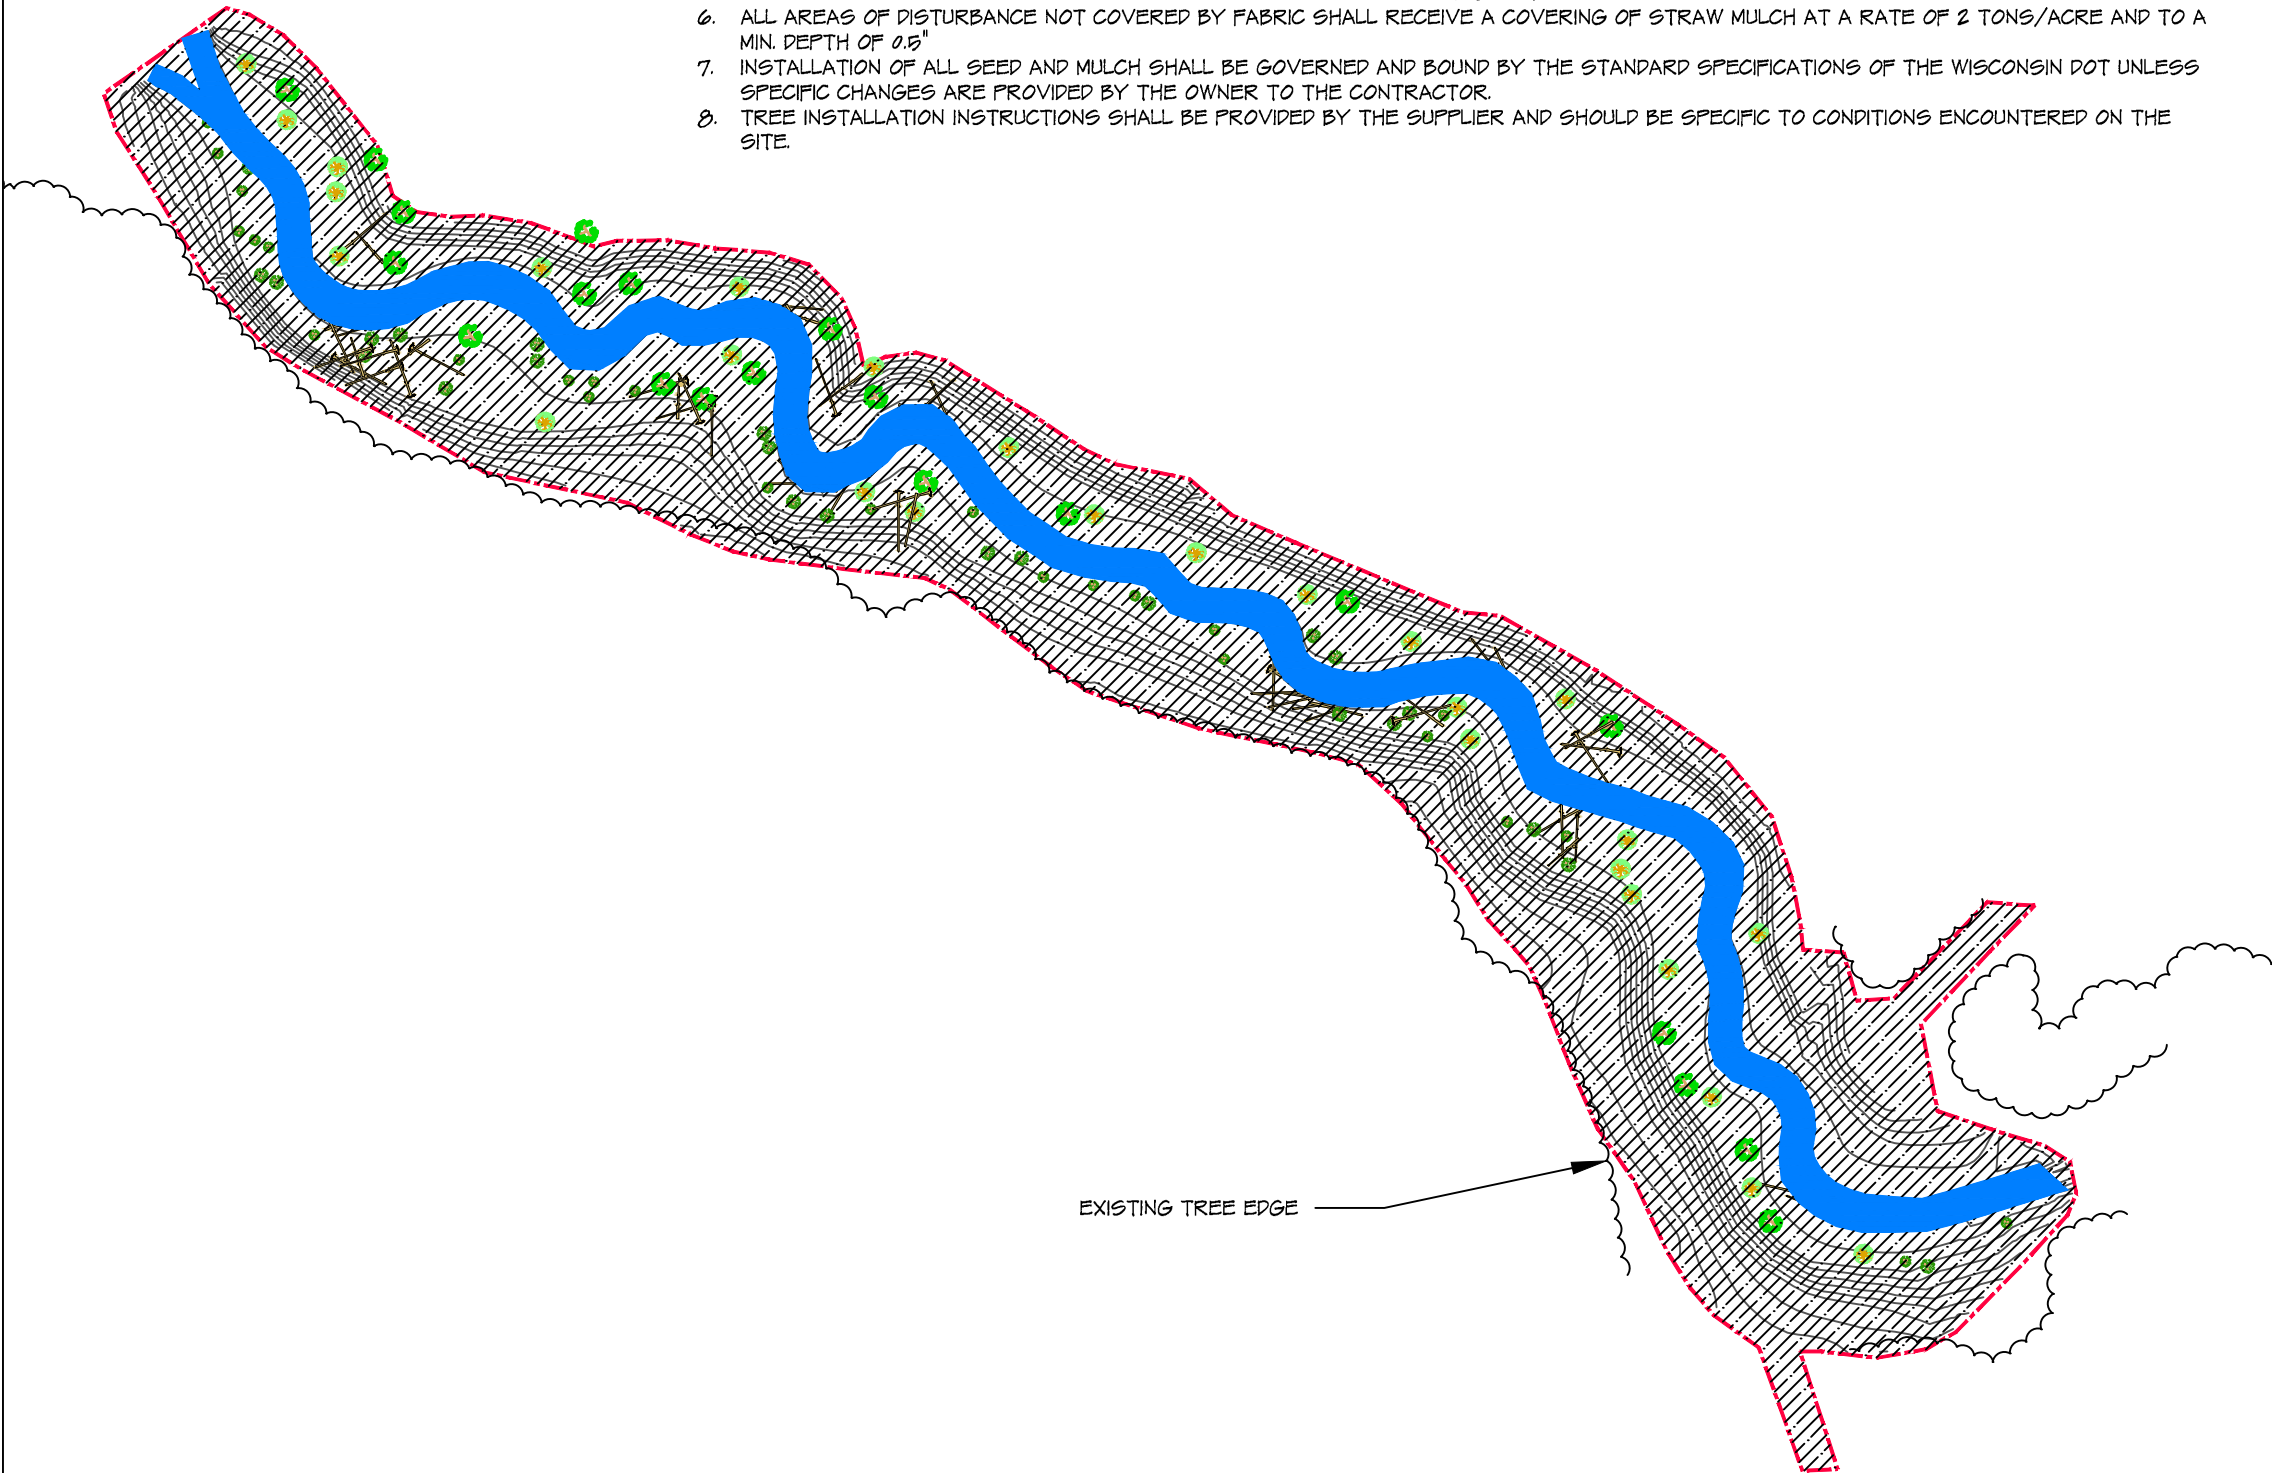 6. ALL AREAS OF DISTURBANCE NOT COVERED BY FABRIC SHALL RECEIVE A COVERING OF STRAW MULCH AT A RATE OF 2 TONS/ACRE AND TO A
MIN. DEPTH OF 0.5"
7. INSTALLATION OF ALL SEED AND MULCH SHALL BE GOVERNED AND BOUND BY THE STANDARD SPECIFICATIONS OF THE WISCONSIN DOT UNLESS
SPECIFIC CHANGES ARE PROVIDED BY THE OWNER TO THE CONTRACTOR.
8. TREE INSTALLATION INSTRUCTIONS SHALL BE PROVIDED BY THE SUPPLIER AND SHOULD BE SPECIFIC TO CONDITIONS ENCOUNTERED ON THE
SITE.
EXISTING TREE EDGE